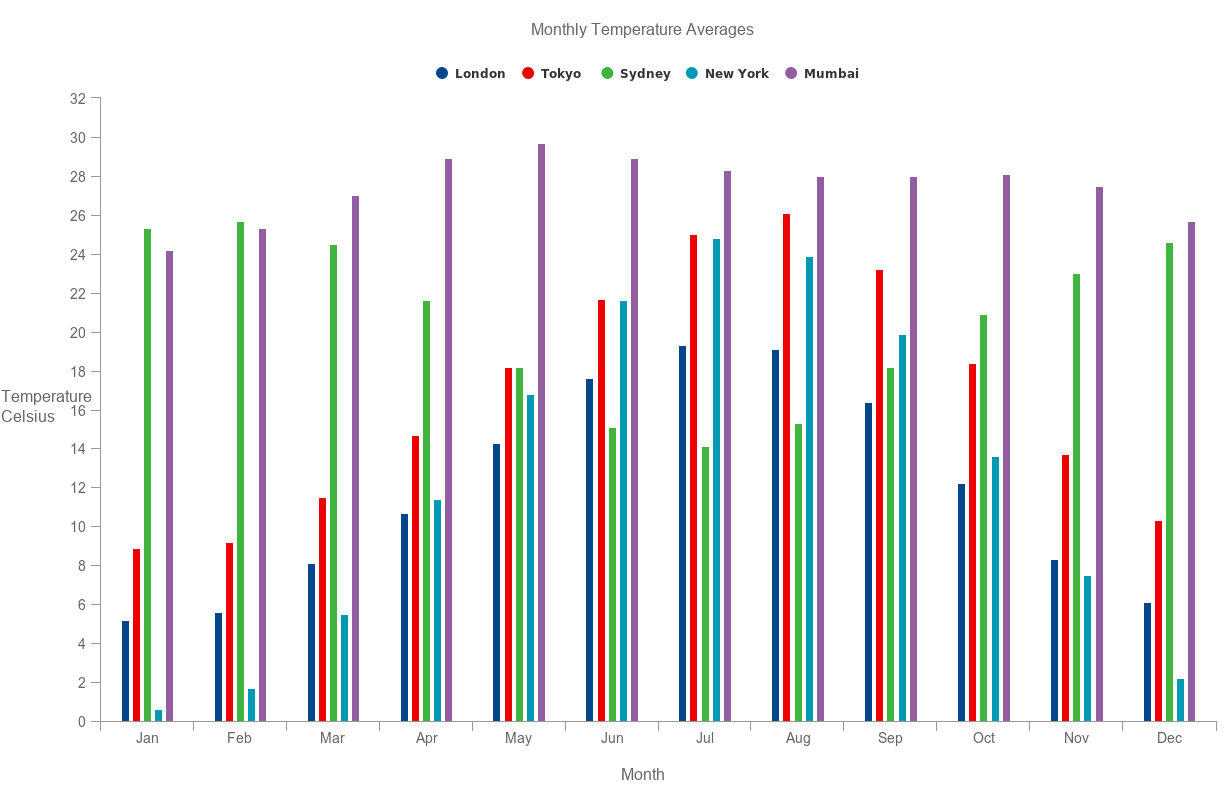 Monthly Temperature Averages
London Tokyo Sydney New York Mumbai
32
30
28
26
24
22
20
18
Temperature
Celsius
16
14
12
10
8
6
4
2
0
Jan Feb Mar Apr May Jun Jul Aug Sep Oct Nov Dec
Month